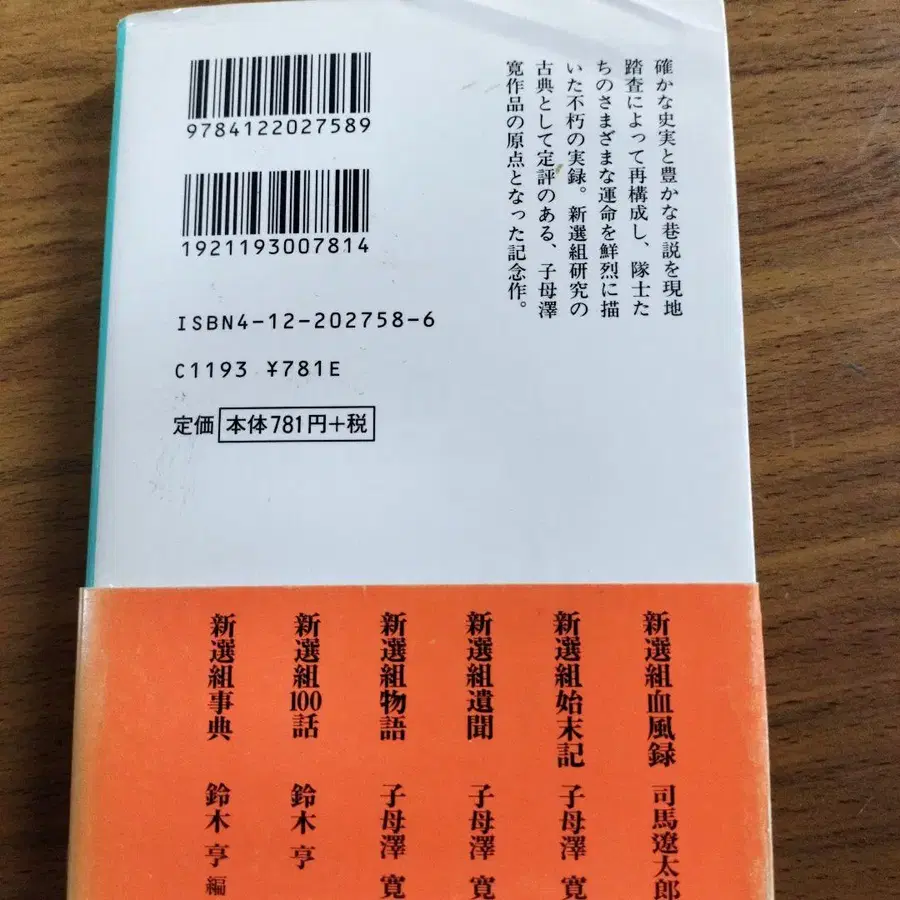 確かな史実と豊かな巷説を現地
踏査によって再構成し、隊士た
ちのさまざまな運命を鮮烈に描
いた不朽の実録。新選組研究の
古典として定評のある、子母澤
寛作品の原点となった記念作。
9784122027589
1921193007814
ISBN4-12-202758-6
C1193 ¥781E
定価 本体781円+税
新選組血風録 司馬遼太郎
新選組始末記 子母澤 寛
新選組遺聞 子母澤 寛
新選組物語 子母澤 寛
新選組100話 鈴木 亨
新選組事典 鈴木 亨 編